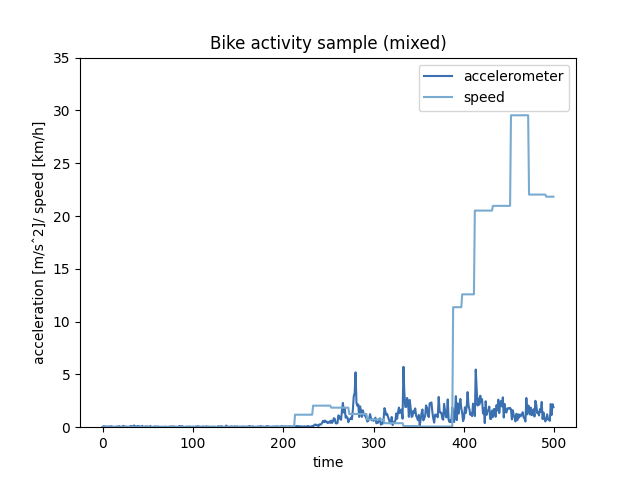 Bike activity sample (mixed)
accelerometer
speed
35
30
25
20
15
10
5
0
acceleration [m/s^2]/ speed [km/h]
0 100 200 300 400 500
time